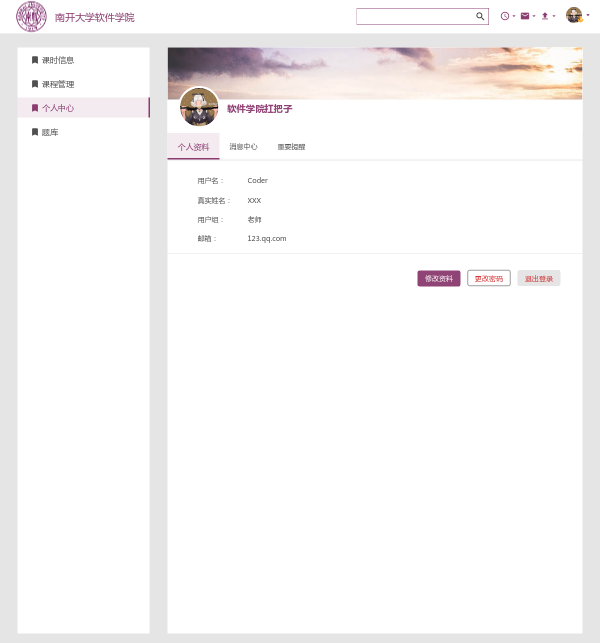 南开大学软件学院
课时信息
课程管理
个人中心
题库
软件学院扛把子
个人资料 消息中心 重要提醒
用户名： Coder
真实姓名： XXX
用户组： 老师
邮箱： 123.qq.com
修改资料 更改密码 退出登录